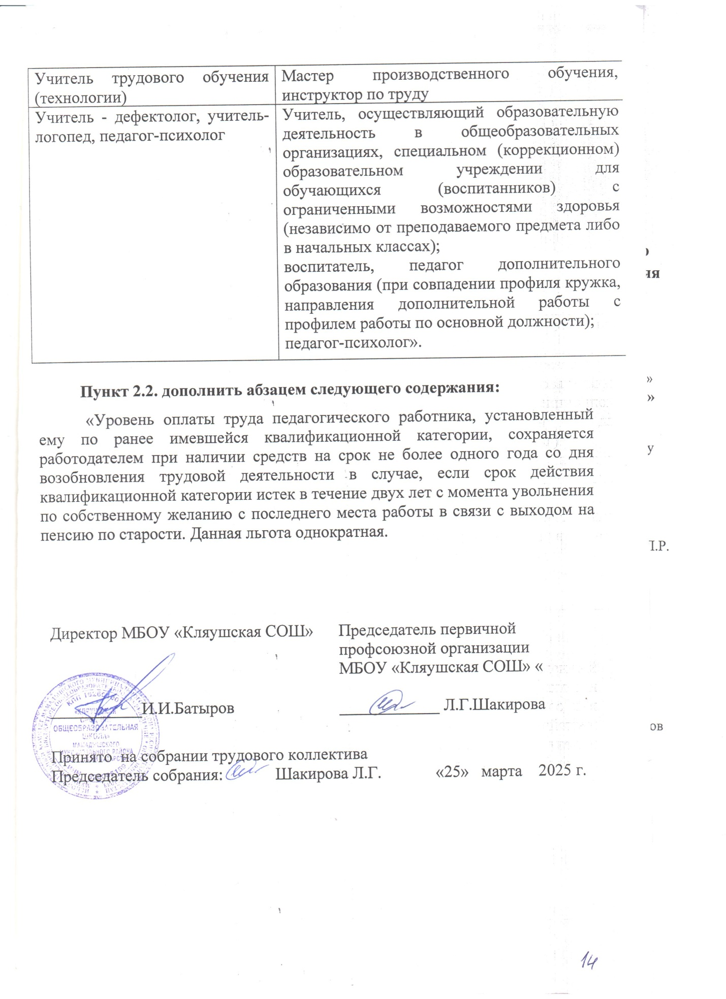 Учитель трудового обучения
(технологии)
Мастер производственного обучения,
инструктор по труду
Учитель - дефектолог, учитель-
логопед, педагог-психолог
Учитель, осуществляющий образовательную
деятельность в общеобразовательных
организациях, специальном (коррекционном)
образовательном учреждении для
обучающихся (воспитанников) с
ограниченными возможностями здоровья
(независимо от преподаваемого предмета либо
в начальных классах);
воспитатель, педагог дополнительного
образования (при совпадении профиля кружка,
направления дополнительной работы с
профилем работы по основной должности);
педагог-психолог».
Пункт 2.2. дополнить абзацем следующего содержания:
«Уровень оплаты труда педагогического работника, установленный
ему по ранее имевшейся квалификационной категории, сохраняется
работодателем при наличии средств на срок не более одного года со дня
возобновления трудовой деятельности в случае, если срок действия
квалификационной категории истек в течение двух лет с момента увольнения
по собственному желанию с последнего места работы в связи с выходом на
пенсию по старости. Данная льгота однократная.
Директор МБОУ «Кляушская СОШ»
Председатель первичной
профсоюзной организации
МБОУ «Кляушская СОШ» «
И.И.Батыров
Л.Г.Шакирова
ОБЩЕОБРАЗОВАТЕЛЬНАЯ
ШКОЛА»
МАМАДЫШСКОГО
МУНИЦИПАЛЬНОГО РАЙОНА
Принято на собрании трудового коллектива
Председатель собрания: Шакирова Л.Г. «25» марта 2025 г.
14